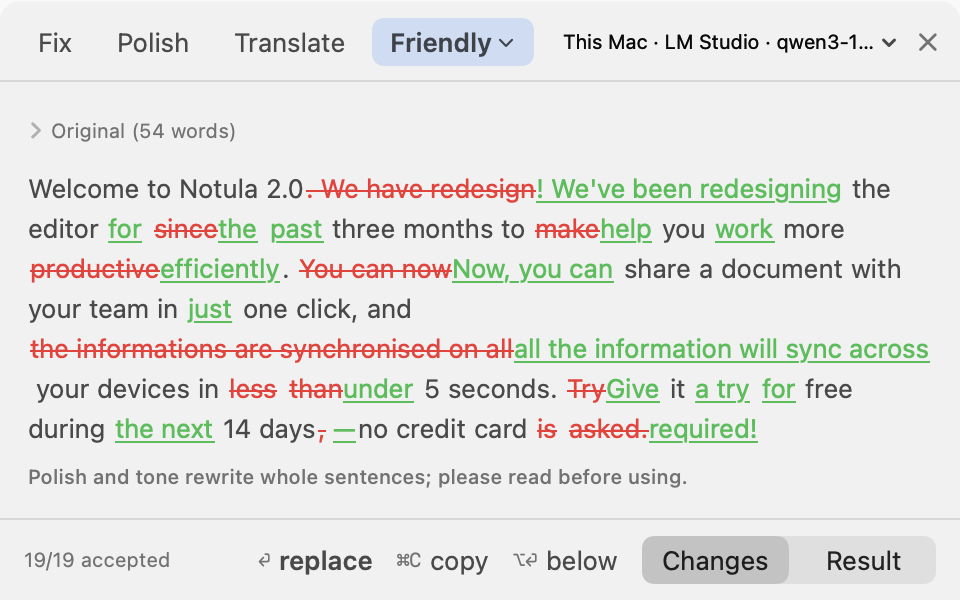 Fix Polish Translate Friendly This Mac · LM Studio · qwen3-1...
Original (54 words)
Welcome to Notula 2.0. We have redesign! We've been redesigning the
editor for sincethe past three months to makehelp you work more
productiveefficiently. You can nowNow, you can share a document with
your team in just one click, and
the informations are synchronised on allall the information will sync across
your devices in less thanunder 5 seconds. TryGive it a try for free
during the next 14 days, —no credit card is asked.required!
Polish and tone rewrite whole sentences; please read before using.
19/19 accepted ⏎ replace ⌘C copy ⌥⏎ below Changes Result